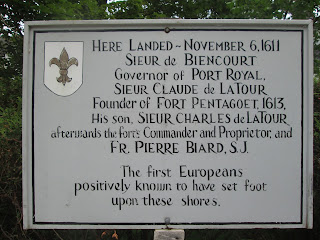 Here Landed - November 6, 1611
Sieur de Biencourt
Governor of Port Royal,
Sieur Claude de LaTour
Founder of Fort Pentagoet, 1613,
His son, Sieur Charles de LaTour
afterwards the fort's Commander and Proprietor, and
Fr. Pierre Biard, S.J.
The first Europeans
positively known to have set foot
upon these shores.